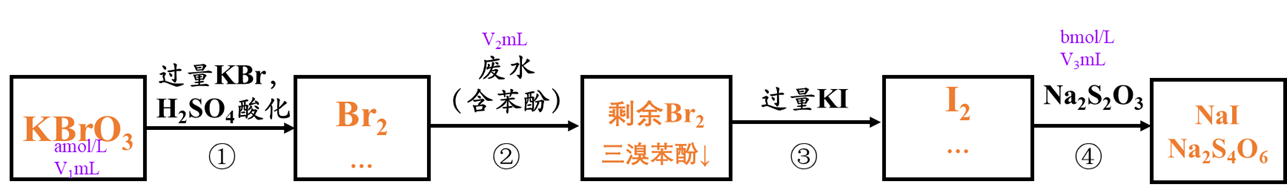 KBrO₃
amol/L
V₁mL
过量KBr，
H₂SO₄酸化
①
Br₂
...
V₂mL
废水
（含苯酚）
②
剩余Br₂
三溴苯酚↓
过量KI
③
I₂
...
bmol/L
V₃mL
Na₂S₂O₃
④
NaI
Na₂S₄O₆